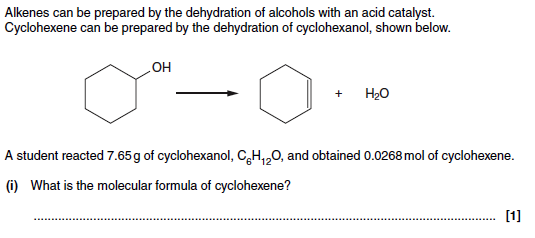 Alkenes can be prepared by the dehydration of alcohols with an acid catalyst.
Cyclohexene can be prepared by the dehydration of cyclohexanol, shown below.
OH
+ H₂O
A student reacted 7.65 g of cyclohexanol, C₆H₁₂O, and obtained 0.0268 mol of cyclohexene.
(i) What is the molecular formula of cyclohexene?
[1]